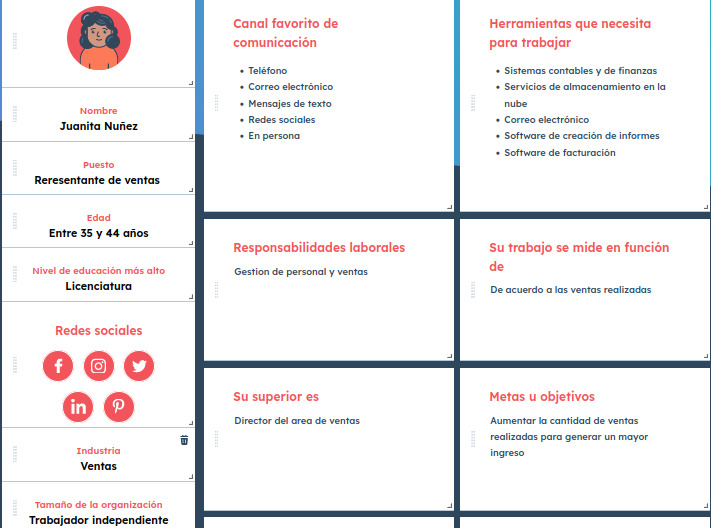 Nombre
Juanita Nuñez
Puesto
Reresentante de ventas
Edad
Entre 35 y 44 años
Nivel de educación más alto
Licenciatura
Redes sociales
Industria
Ventas
Tamaño de la organización
Trabajador independiente
Canal favorito de
comunicación
• Teléfono
• Correo electrónico
• Mensajes de texto
• Redes sociales
• En persona
Herramientas que necesita
para trabajar
• Sistemas contables y de finanzas
• Servicios de almacenamiento en la
nube
• Correo electrónico
• Software de creación de informes
• Software de facturación
Responsabilidades laborales
Gestion de personal y ventas
Su trabajo se mide en función
de
De acuerdo a las ventas realizadas
Su superior es
Director del area de ventas
Metas u objetivos
Aumentar la cantidad de ventas
realizadas para generar un mayor
ingreso